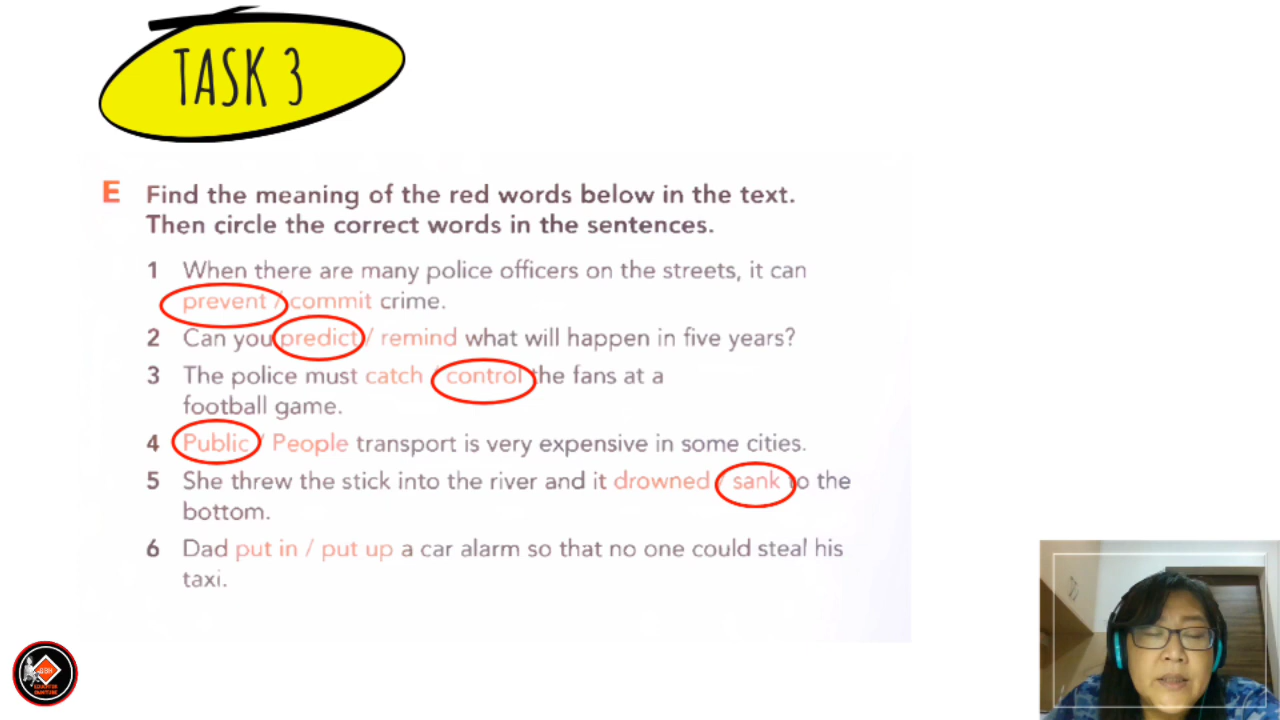 TASK 3
E Find the meaning of the red words below in the text.
Then circle the correct words in the sentences.
1 When there are many police officers on the streets, it can
prevent / commit crime.
2 Can you predict / remind what will happen in five years?
3 The police must catch / control the fans at a
football game.
4 Public / People transport is very expensive in some cities.
5 She threw the stick into the river and it drowned / sank to the
bottom.
6 Dad put in / put up a car alarm so that no one could steal his
taxi.